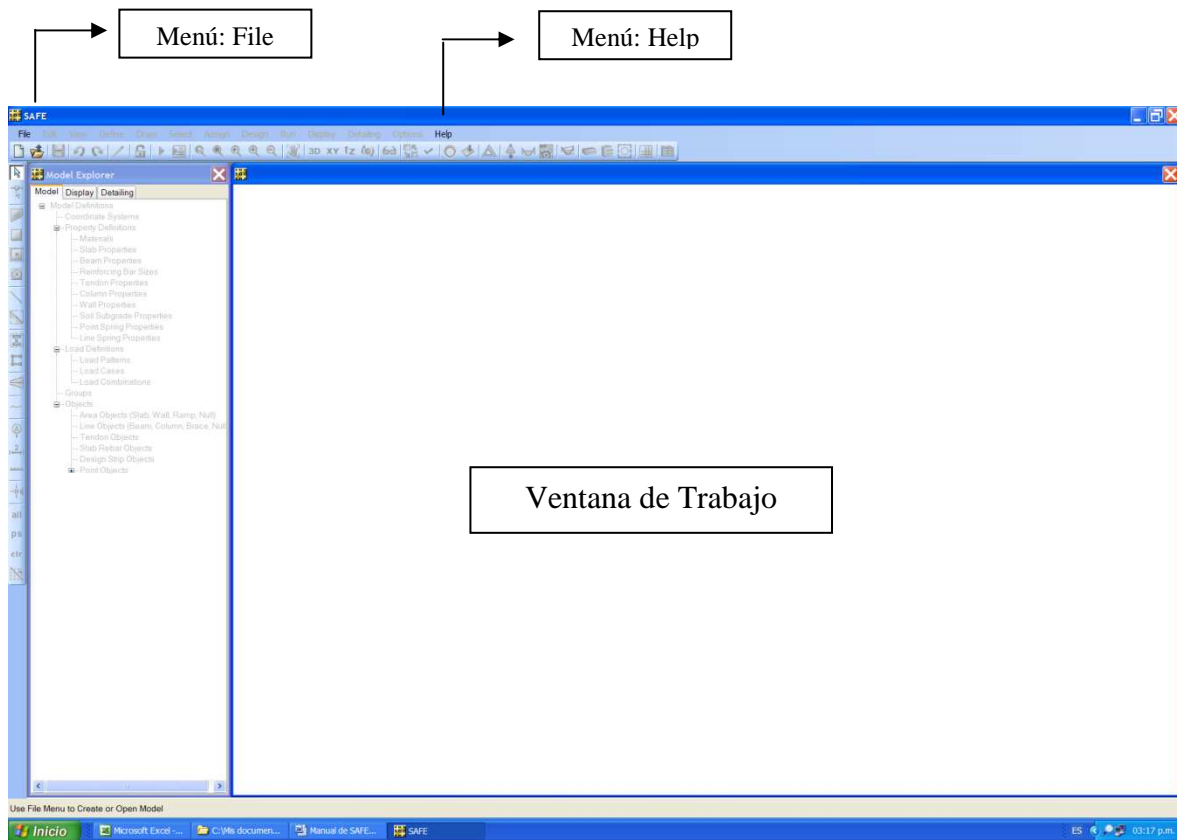 Menú: File
Menú: Help
SAFE
File Edit View Define Draw Select Assign Design Run Display Detailing Options Help
3D XY
Model Explorer
Model Display Detailing
Model Definitions
Coordinate Systems
Property Definitions
Materials
Slab Properties
Beam Properties
Reinforcing Bar Sizes
Tendon Properties
Column Properties
Wall Properties
Soil Subgrade Properties
Point Spring Properties
Line Spring Properties
Load Definitions
Load Patterns
Load Cases
Load Combinations
Groups
Objects
Area Objects (Slab, Wall, Ramp, Null)
Line Objects (Beam, Column, Brace, Null
Tendon Objects
Slab Rebar Objects
Design Strip Objects
Point Objects
all
ps
clr
Ventana de Trabajo
Use File Menu to Create or Open Model
Inicio Microsoft Excel -... C:\Mis documen... Manual de SAFE... SAFE ES 03:17 p.m.